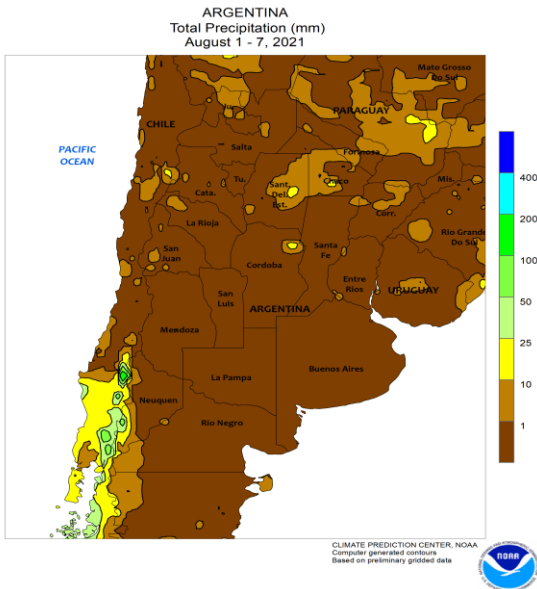 ARGENTINA
Total Precipitation (mm)
August 1 - 7, 2021
Mato Grosso
Do Sul
Ju.
PARAGUAY
CHILE
PACIFIC
OCEAN
Salta
Formosa
Tu.
Sant.
Del.
Est.
Chaco
Mis.
Cata.
Corr.
La Rioja
Rio Grande
Do Sul
San
Juan
Santa
Fe
Cordoba
Entre
Rios
URUGUAY
San
Luis
ARGENTINA
Mendoza
La Pampa
Buenos Aires
Neuquen
Rio Negro
400
200
100
50
25
10
1
CLIMATE PREDICTION CENTER, NOAA
Computer generated contours
Based on preliminary gridded data
NOAA